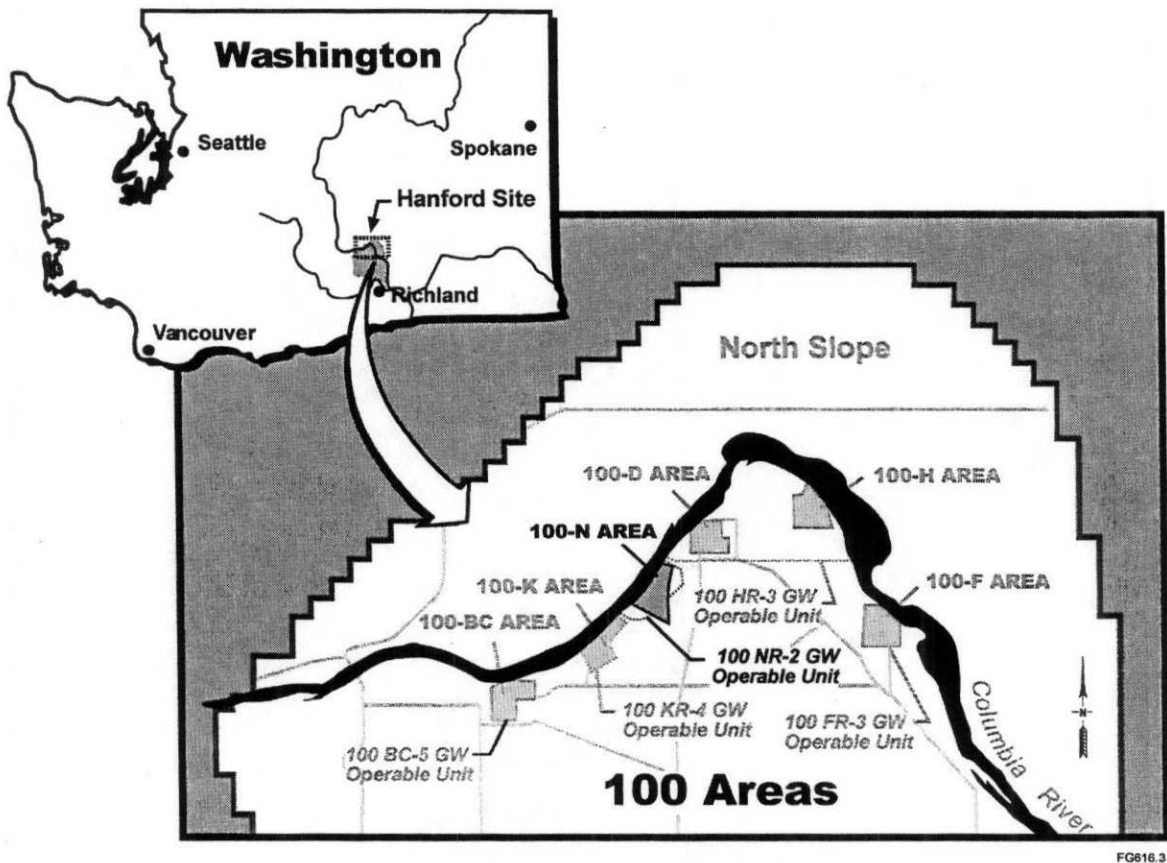 Washington
Seattle
Spokane
Hanford Site
Richland
Vancouver
North Slope
100-D AREA
100-H AREA
100-N AREA
100-K AREA
100-F AREA
100 HR-3 GW
Operable Unit
100-BC AREA
100 NR-2 GW
Operable Unit
100 KR-4 GW
Operable Unit
100 FR-3 GW
Operable Unit
100 BC-5 GW
Operable Unit
N
Columbia
River
100 Areas
FG616.3